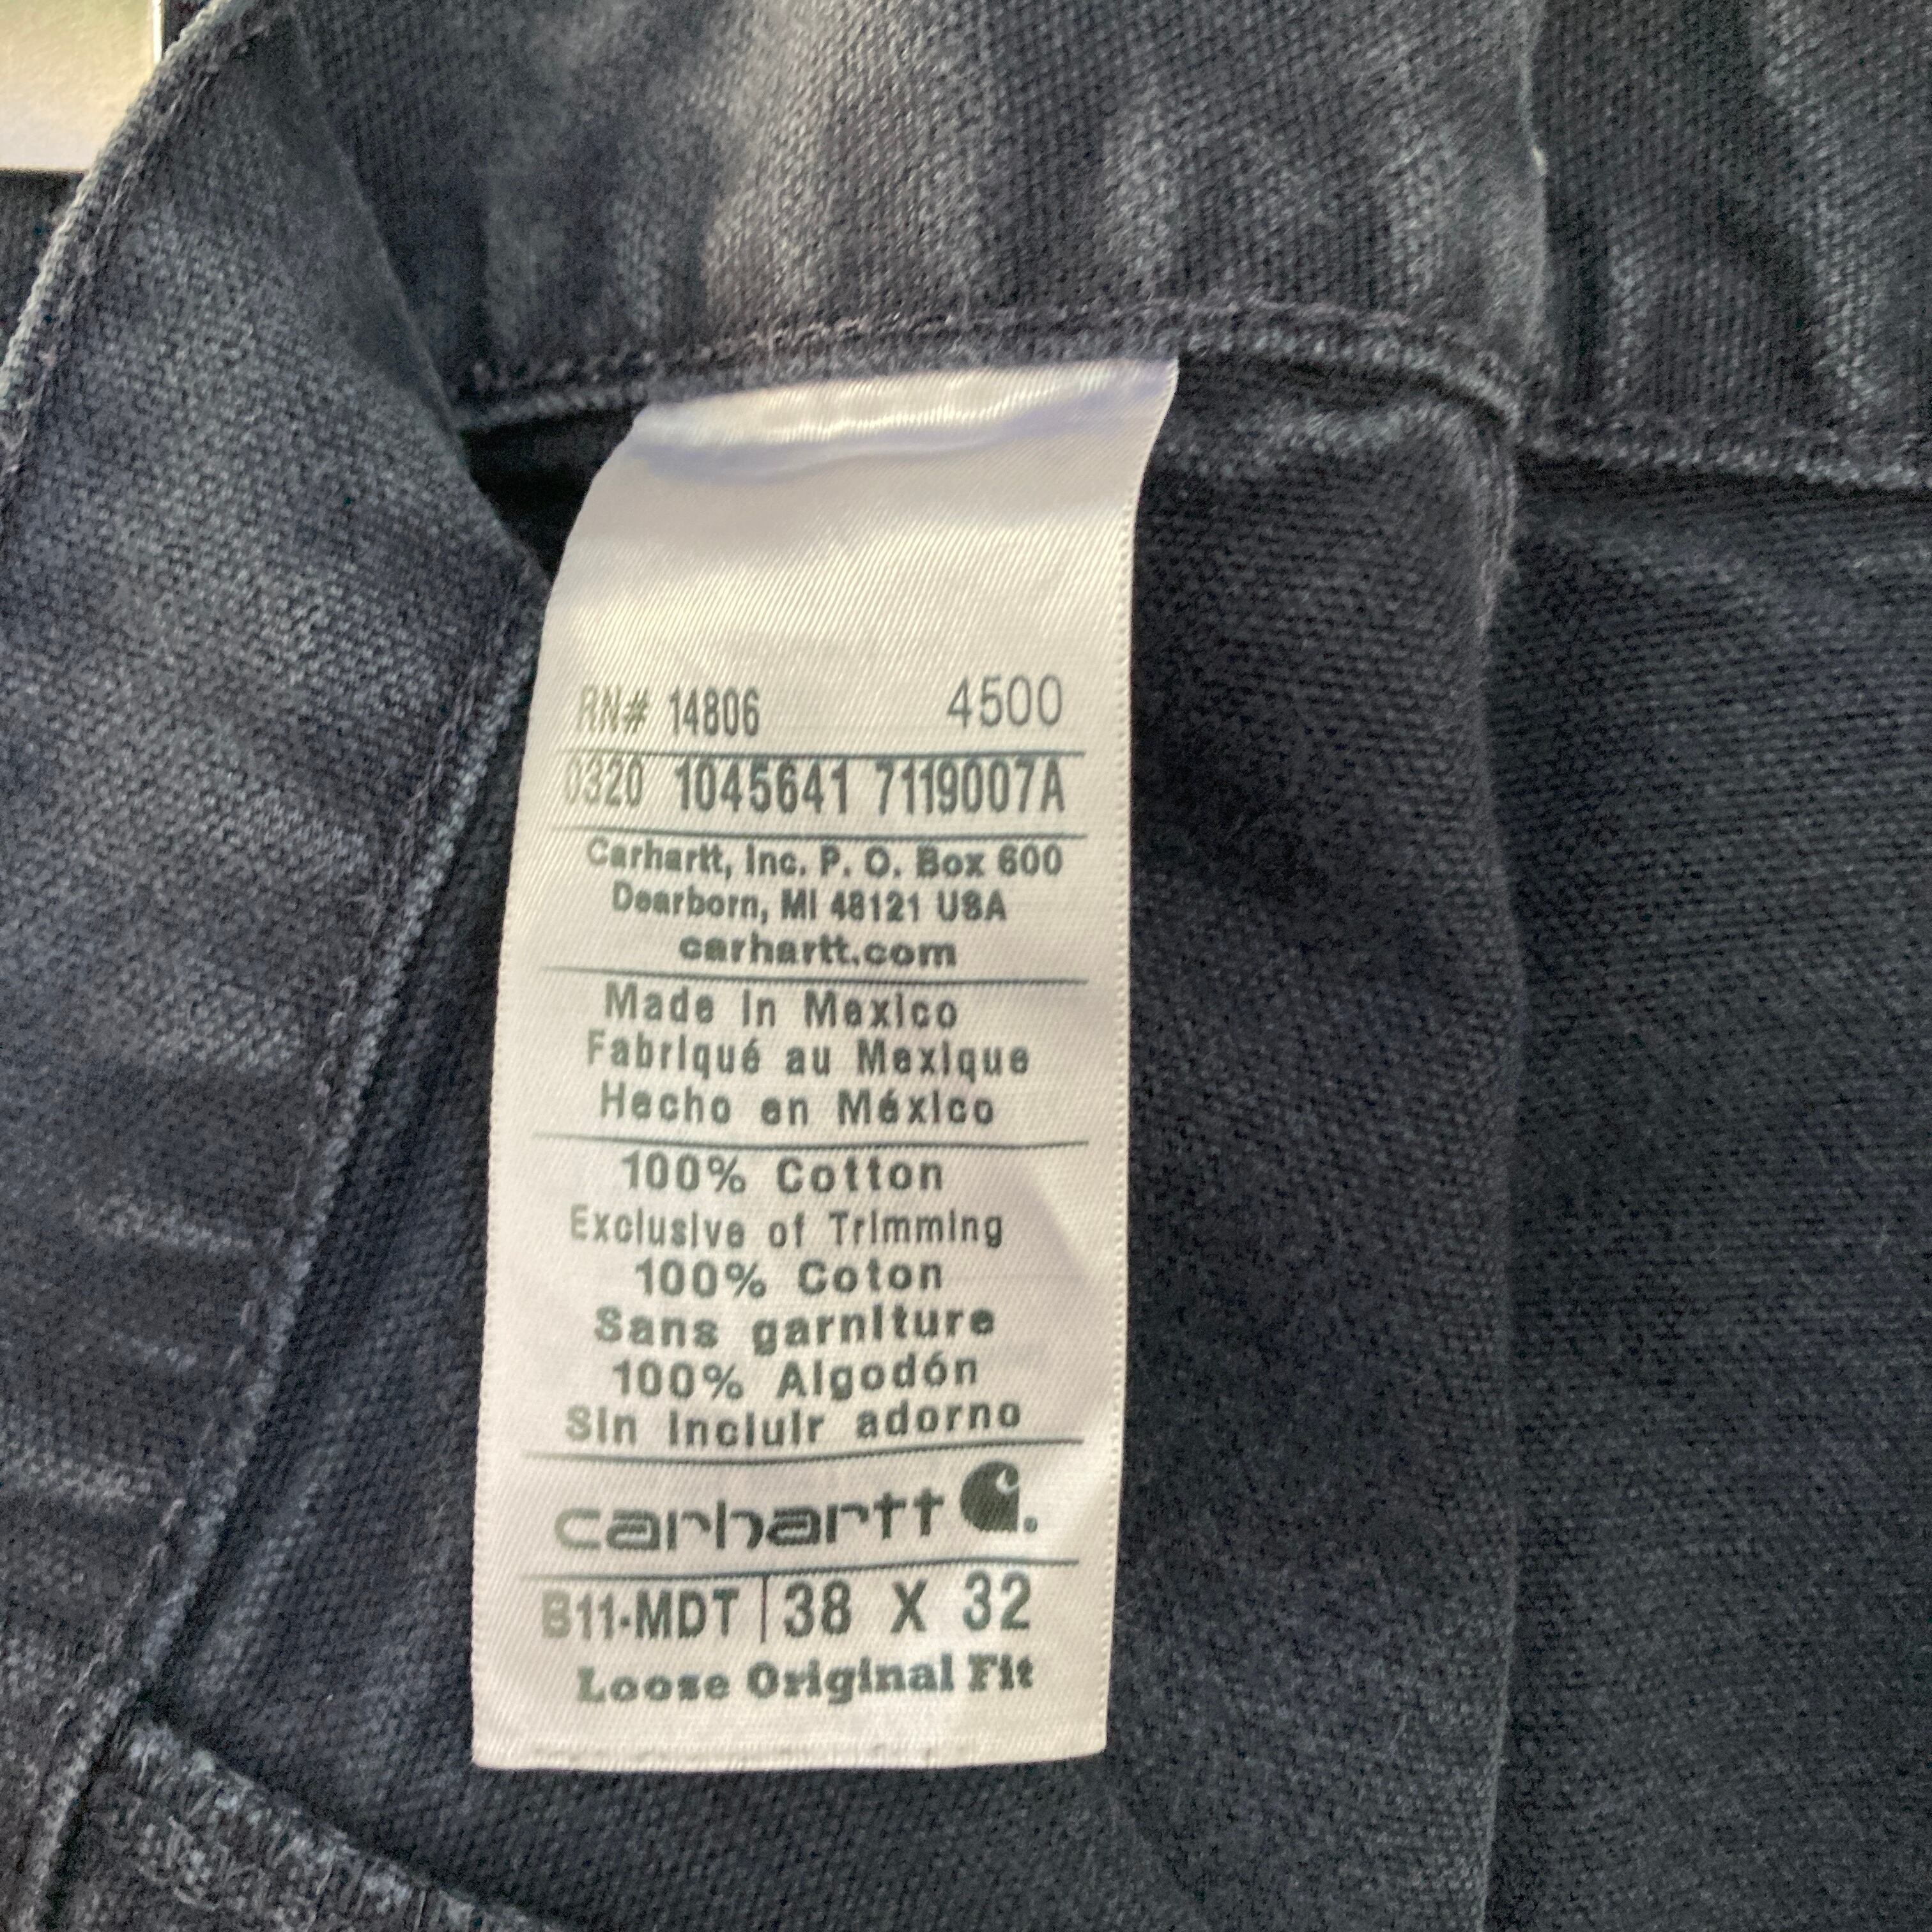 RN# 14806 4500
0320 1045641 7119007A
Carhartt, Inc. P. O. Box 600
Dearborn, MI 48121 USA
carhartt.com
Made in Mexico
Fabriqué au Mexique
Hecho en México
100% Cotton
Exclusive of Trimming
100% Coton
Sans garniture
100% Algodón
Sin incluir adorno
carhartt
B11-MDT 38 X 32
Loose Original Fit